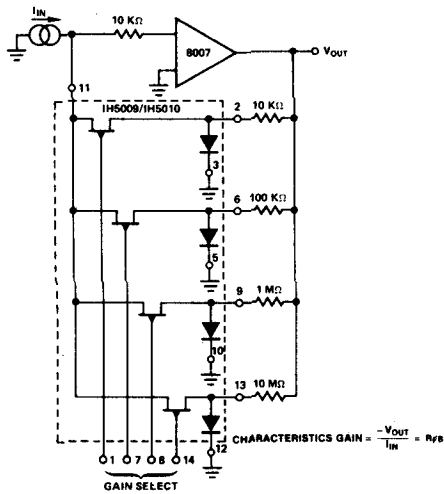 I_IN
10 KΩ
8007
V_OUT
11
IH5009/IH5010
2
10 KΩ
3
6
100 KΩ
5
9
1 MΩ
10
13
10 MΩ
12
CHARACTERISTICS GAIN = -V_OUT / I_IN = R_FB
1
7
8
14
GAIN SELECT